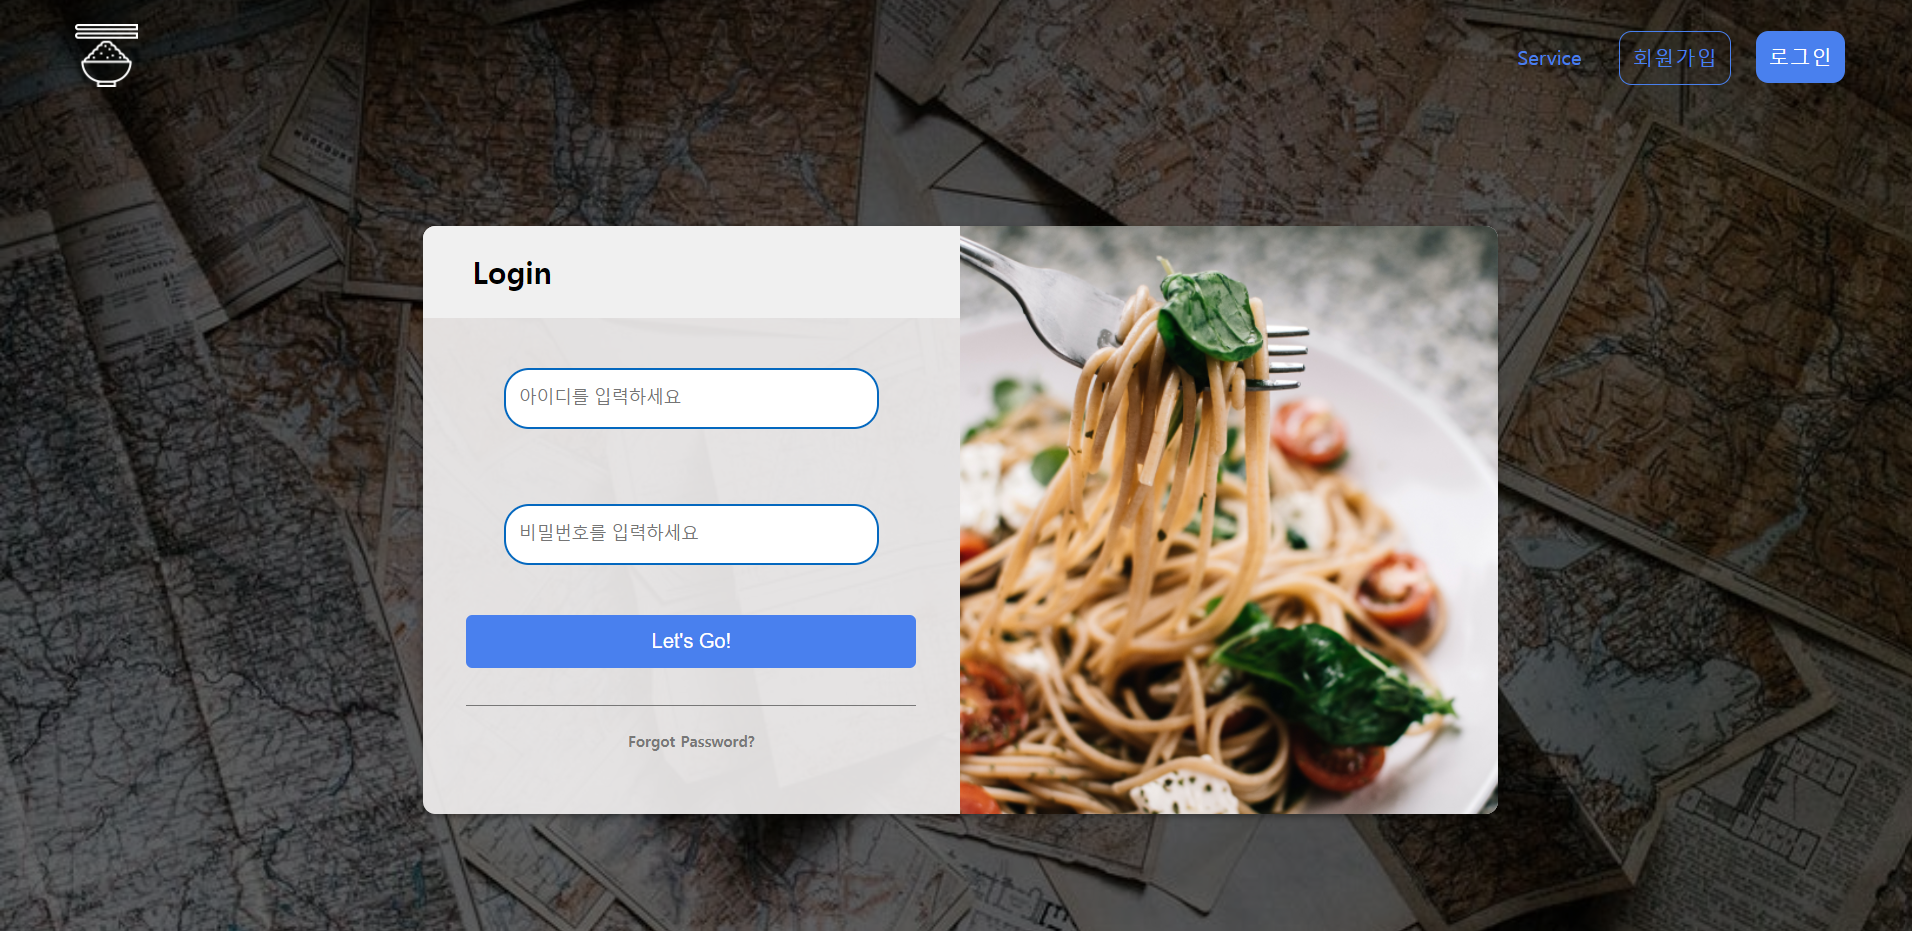 Service
회원가입
로그인
Login
아이디를 입력하세요
비밀번호를 입력하세요
Let's Go!
Forgot Password?